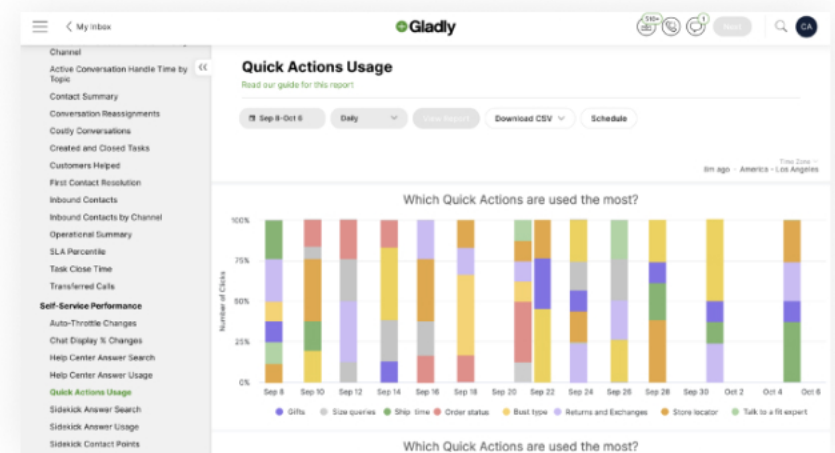 My Inbox
Gladly
510+
1
Next
CA
Channel
Active Conversation Handle Time by
Topic
Contact Summary
Conversation Reassignments
Costly Conversations
Created and Closed Tasks
Customers Helped
First Contact Resolution
Inbound Contacts
Inbound Contacts by Channel
Operational Summary
SLA Percentile
Task Close Time
Transferred Calls
Self-Service Performance
Auto-Throttle Changes
Chat Display % Changes
Help Center Answer Search
Help Center Answer Usage
Quick Actions Usage
Sidekick Answer Search
Sidekick Answer Usage
Sidekick Contact Points
Quick Actions Usage
Read our guide for this report
Sep 8-Oct 6
Daily
View Report
Download CSV
Schedule
Time Zone
ago · America - Los Angeles
Which Quick Actions are used the most?
Number of Clicks
100%
75%
50%
25%
0%
Sep 8 Sep 10 Sep 12 Sep 14 Sep 16 Sep 18 Sep 20 Sep 22 Sep 24 Sep 26 Sep 28 Sep 30 Oct 2 Oct 4 Oct 6
Gifts Size queries Ship time Order status Bust type Returns and Exchanges Store locator Talk to a fit expert
Which Quick Actions are used the most?